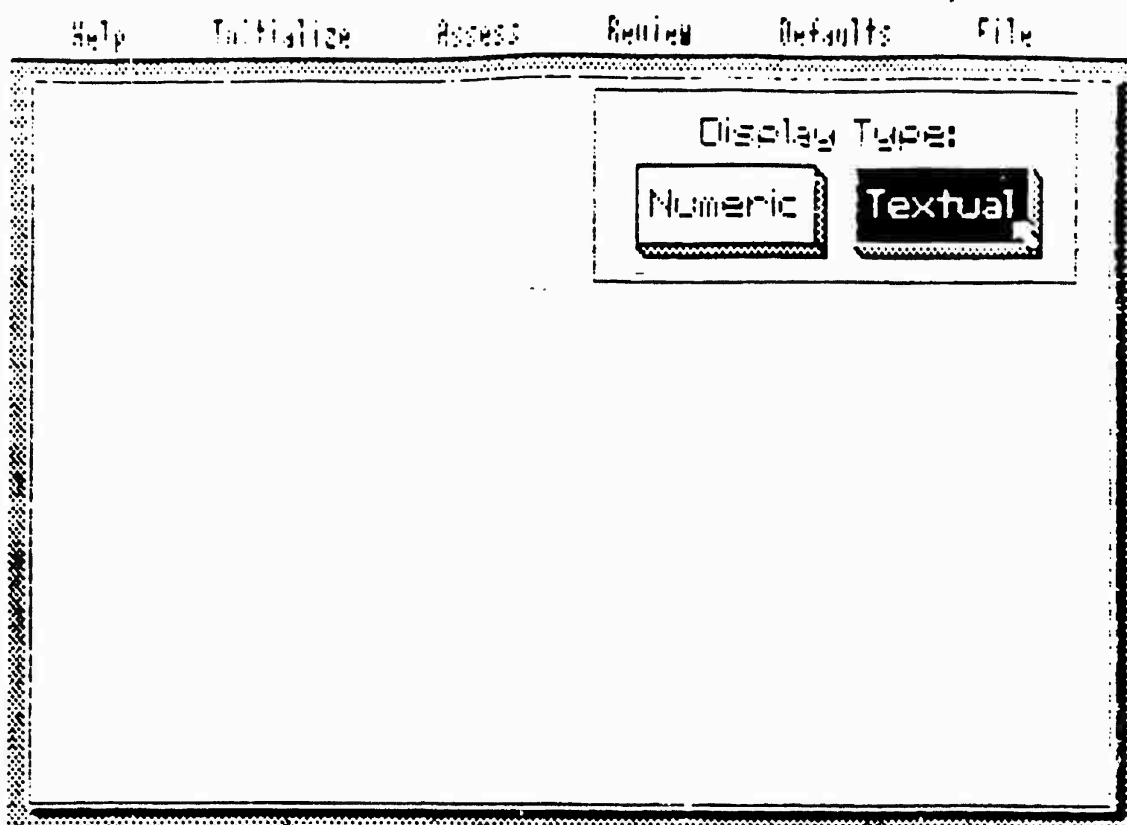 Help Initialize Assess Review Defaults File
Display Type:
Numeric Textual